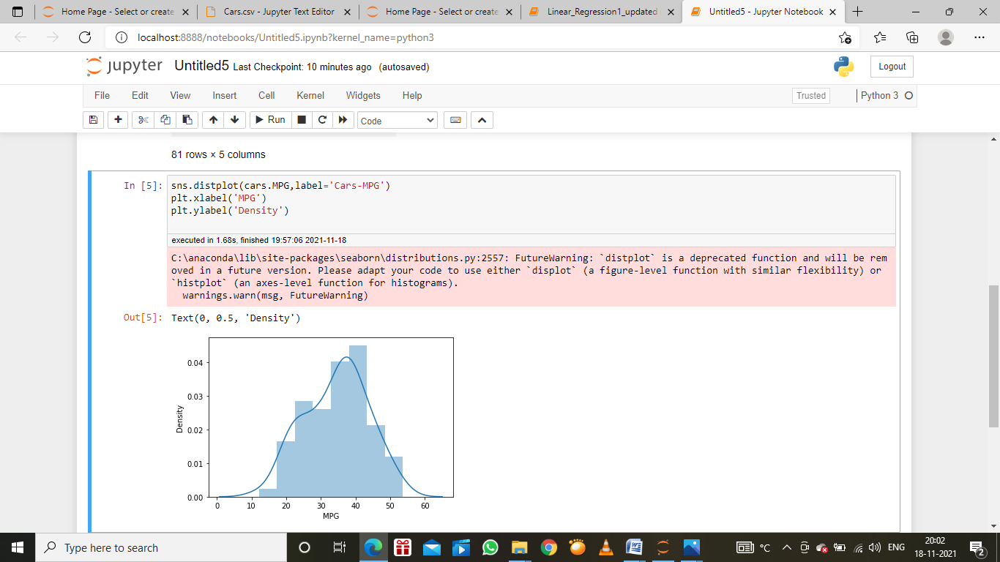 Home Page - Select or create
Cars.csv - Jupyter Text Editor
Home Page - Select or create
Linear_Regression1_updated
Untitled5 - Jupyter Notebook
localhost:8888/notebooks/Untitled5.ipynb?kernel_name=python3
jupyter Untitled5 Last Checkpoint: 10 minutes ago (autosaved)
Logout
File Edit View Insert Cell Kernel Widgets Help
Trusted
Python 3
Run
Code
81 rows × 5 columns
In [5]:
sns.distplot(cars.MPG,label='Cars-MPG')
plt.xlabel('MPG')
plt.ylabel('Density')
executed in 1.68s, finished 19:57:06 2021-11-18
C:\anaconda\lib\site-packages\seaborn\distributions.py:2557: FutureWarning: `distplot` is a deprecated function and will be rem
oved in a future version. Please adapt your code to use either `displot` (a figure-level function with similar flexibility) or
`histplot` (an axes-level function for histograms).
warnings.warn(msg, FutureWarning)
Out[5]: Text(0, 0.5, 'Density')
0.04
0.03
0.02
0.01
0.00
Density
0 10 20 30 40 50 60
MPG
Type here to search
°C
ENG
20:02
18-11-2021
2